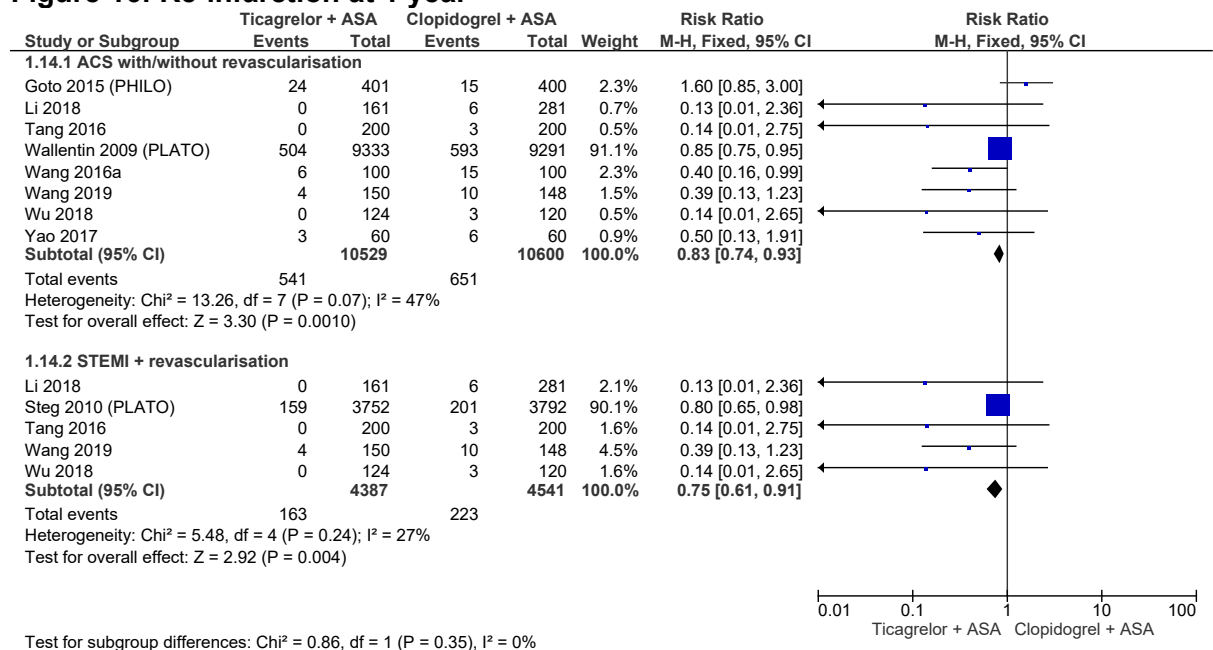 Figure 16: Re-infarction at 1 year
Ticagrelor + ASA Clopidogrel + ASA Risk Ratio Risk Ratio
Study or Subgroup Events Total Events Total Weight M-H, Fixed, 95% CI M-H, Fixed, 95% CI
1.14.1 ACS with/without revascularisation
Goto 2015 (PHILO) 24 401 15 400 2.3% 1.60 [0.85, 3.00]
Li 2018 0 161 6 281 0.7% 0.13 [0.01, 2.36]
Tang 2016 0 200 3 200 0.5% 0.14 [0.01, 2.75]
Wallentin 2009 (PLATO) 504 9333 593 9291 91.1% 0.85 [0.75, 0.95]
Wang 2016a 6 100 15 100 2.3% 0.40 [0.16, 0.99]
Wang 2019 4 150 10 148 1.5% 0.39 [0.13, 1.23]
Wu 2018 0 124 3 120 0.5% 0.14 [0.01, 2.65]
Yao 2017 3 60 6 60 0.9% 0.50 [0.13, 1.91]
Subtotal (95% CI) 10529 10600 100.0% 0.83 [0.74, 0.93]
Total events 541 651
Heterogeneity: Chi² = 13.26, df = 7 (P = 0.07); I² = 47%
Test for overall effect: Z = 3.30 (P = 0.0010)
1.14.2 STEMI + revascularisation
Li 2018 0 161 6 281 2.1% 0.13 [0.01, 2.36]
Steg 2010 (PLATO) 159 3752 201 3792 90.1% 0.80 [0.65, 0.98]
Tang 2016 0 200 3 200 1.6% 0.14 [0.01, 2.75]
Wang 2019 4 150 10 148 4.5% 0.39 [0.13, 1.23]
Wu 2018 0 124 3 120 1.6% 0.14 [0.01, 2.65]
Subtotal (95% CI) 4387 4541 100.0% 0.75 [0.61, 0.91]
Total events 163 223
Heterogeneity: Chi² = 5.48, df = 4 (P = 0.24); I² = 27%
Test for overall effect: Z = 2.92 (P = 0.004)
0.01 0.1 1 10 100
Ticagrelor + ASA Clopidogrel + ASA
Test for subgroup differences: Chi² = 0.86, df = 1 (P = 0.35), I² = 0%